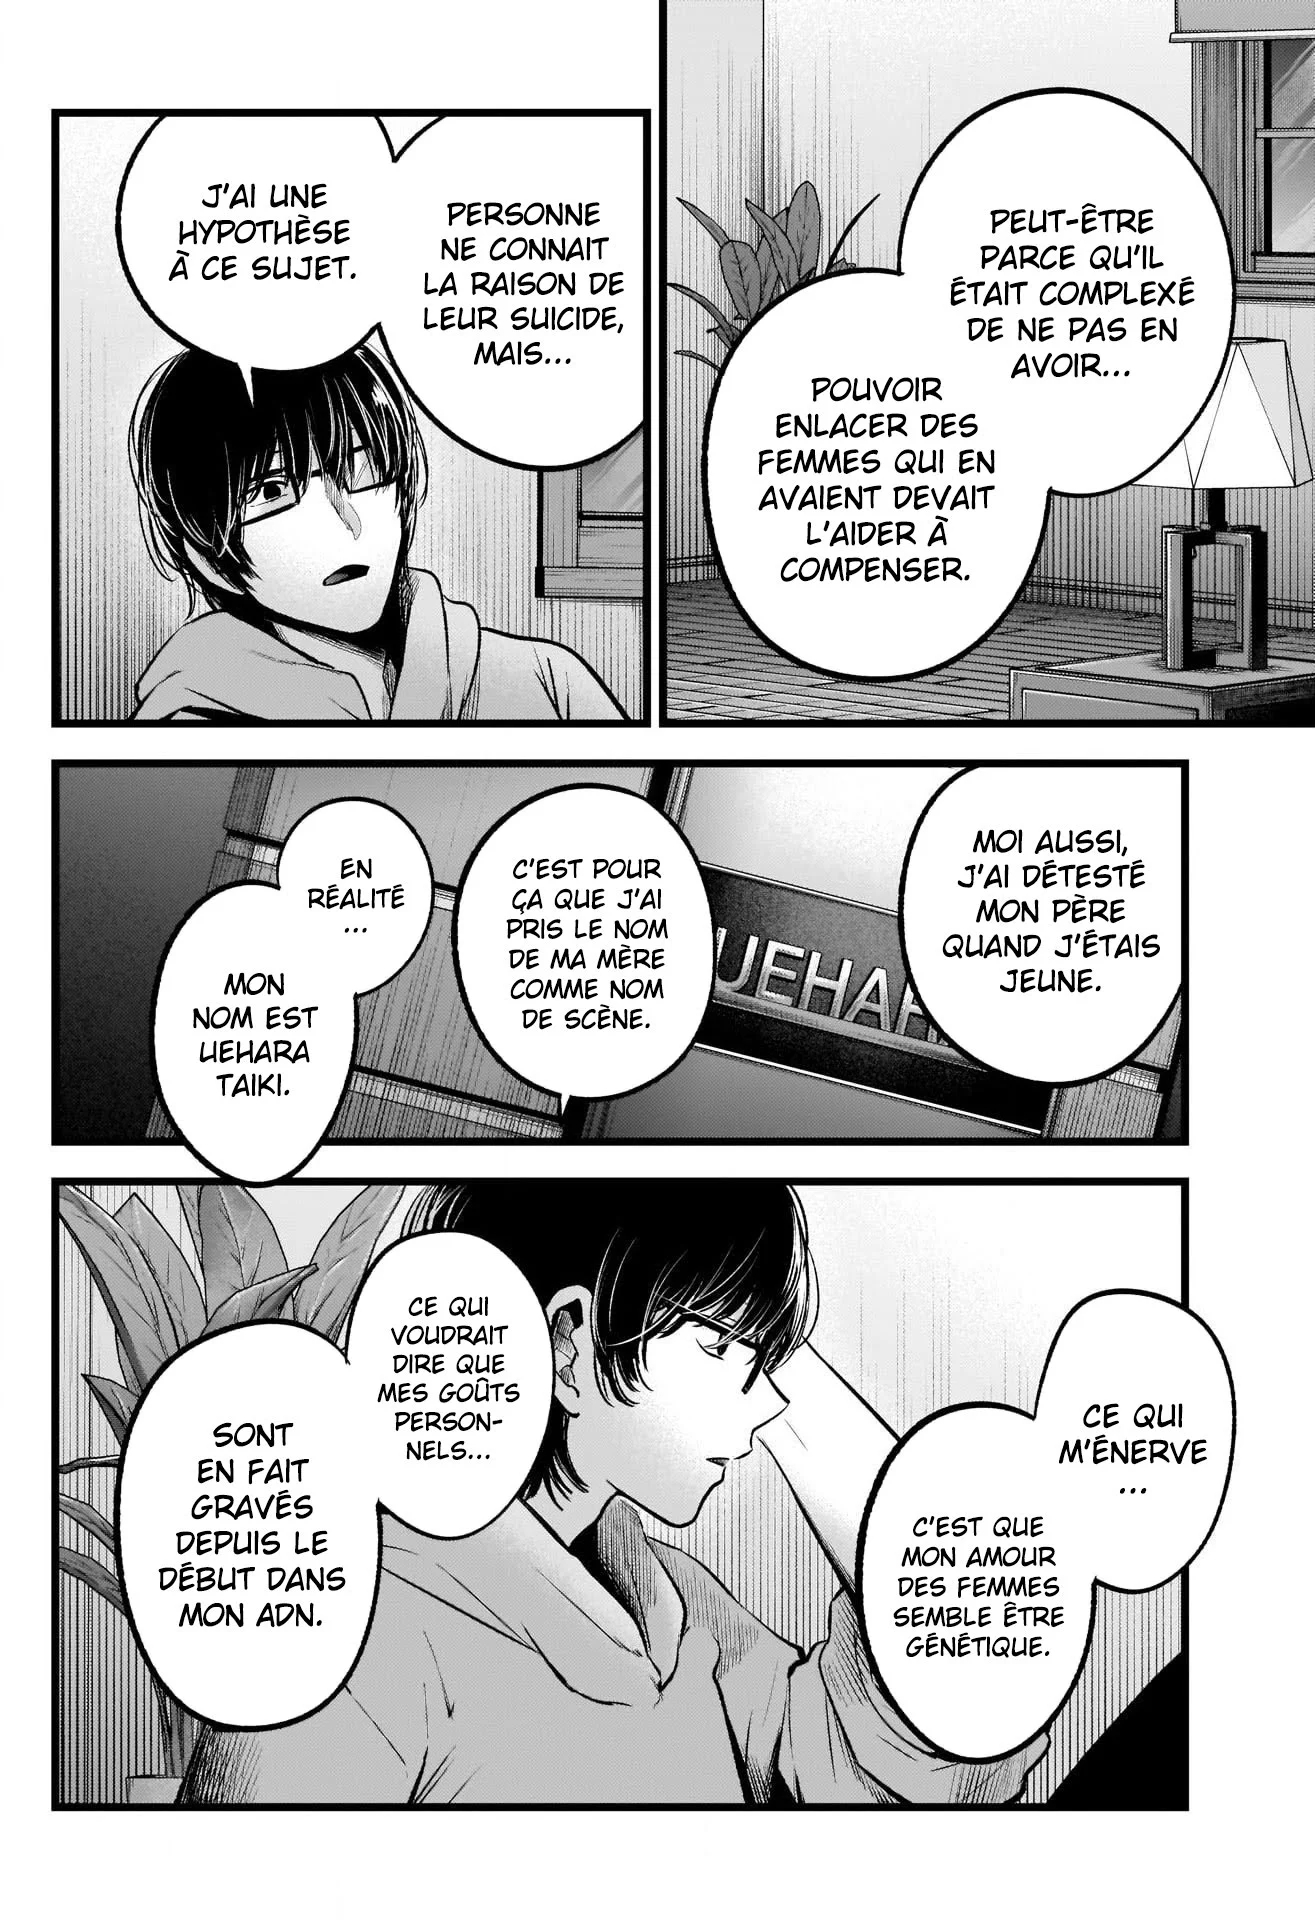 PEUT-ÊTRE
PARCE QU'IL
ÉTAIT COMPLEXÉ
DE NE PAS EN
AVOIR...
POUVOIR
ENLACER DES
FEMMES QUI EN
AVAIENT DEVAIT
L'AIDER À
COMPENSER.
PERSONNE
NE CONNAIT
LA RAISON DE
LEUR SUICIDE,
MAIS...
J'AI UNE
HYPOTHÈSE
À CE SUJET.
MOI AUSSI,
J'AI DÉTESTÉ
MON PÈRE
QUAND J'ÉTAIS
JEUNE.
UEHAR
C'EST POUR
ÇA QUE J'AI
PRIS LE NOM
DE MA MÈRE
COMME NOM
DE SCÈNE.
EN
RÉALITÉ
...
MON
NOM EST
UEHARA
TAIKI.
CE QUI
M'ÉNERVE
...
C'EST QUE
MON AMOUR
DES FEMMES
SEMBLE ÊTRE
GÉNÉTIQUE.
CE QUI
VOUDRAIT
DIRE QUE
MES GOÛTS
PERSON-
NELS...
SONT
EN FAIT
GRAVÉS
DEPUIS LE
DÉBUT DANS
MON ADN.